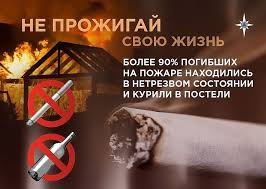 НЕ ПРОЖИГАЙ
СВОЮ ЖИЗНЬ
БОЛЕЕ 90% ПОГИБШИХ
НА ПОЖАРЕ НАХОДИЛИСЬ
В НЕТРЕЗВОМ СОСТОЯНИИ
И КУРИЛИ В ПОСТЕЛИ